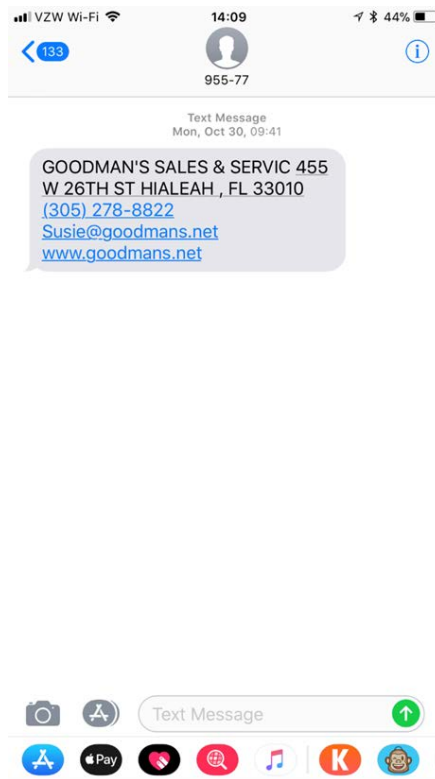 VZW Wi-Fi 14:09 44%
133
955-77
Text Message
Mon, Oct 30, 09:41
GOODMAN'S SALES & SERVIC 455
W 26TH ST HIALEAH , FL 33010
(305) 278-8822
Susie@goodmans.net
www.goodmans.net
Text Message
Pay
K